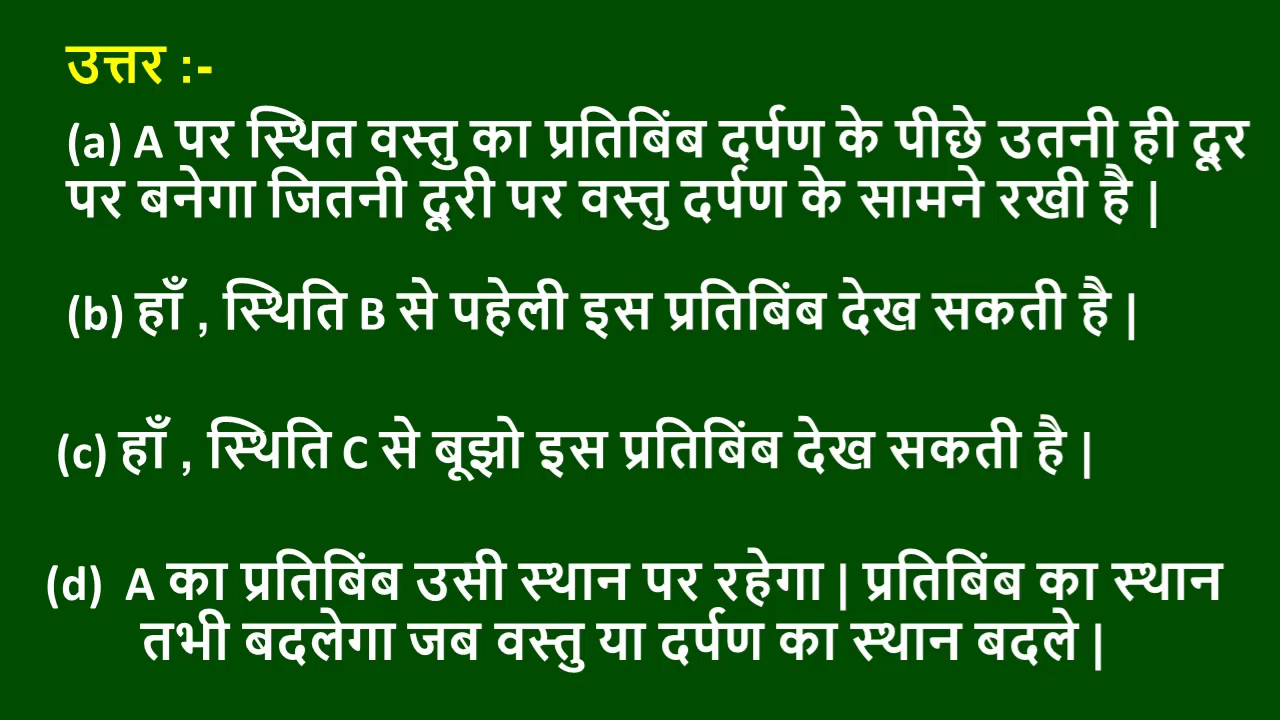 उत्तर :-
(a) A पर स्थित वस्तु का प्रतिबिंब दर्पण के पीछे उतनी ही दूर
पर बनेगा जितनी दूरी पर वस्तु दर्पण के सामने रखी है |
(b) हाँ , स्थिति B से पहेली इस प्रतिबिंब देख सकती है |
(c) हाँ , स्थिति C से बूझो इस प्रतिबिंब देख सकती है |
(d) A का प्रतिबिंब उसी स्थान पर रहेगा | प्रतिबिंब का स्थान
तभी बदलेगा जब वस्तु या दर्पण का स्थान बदले |